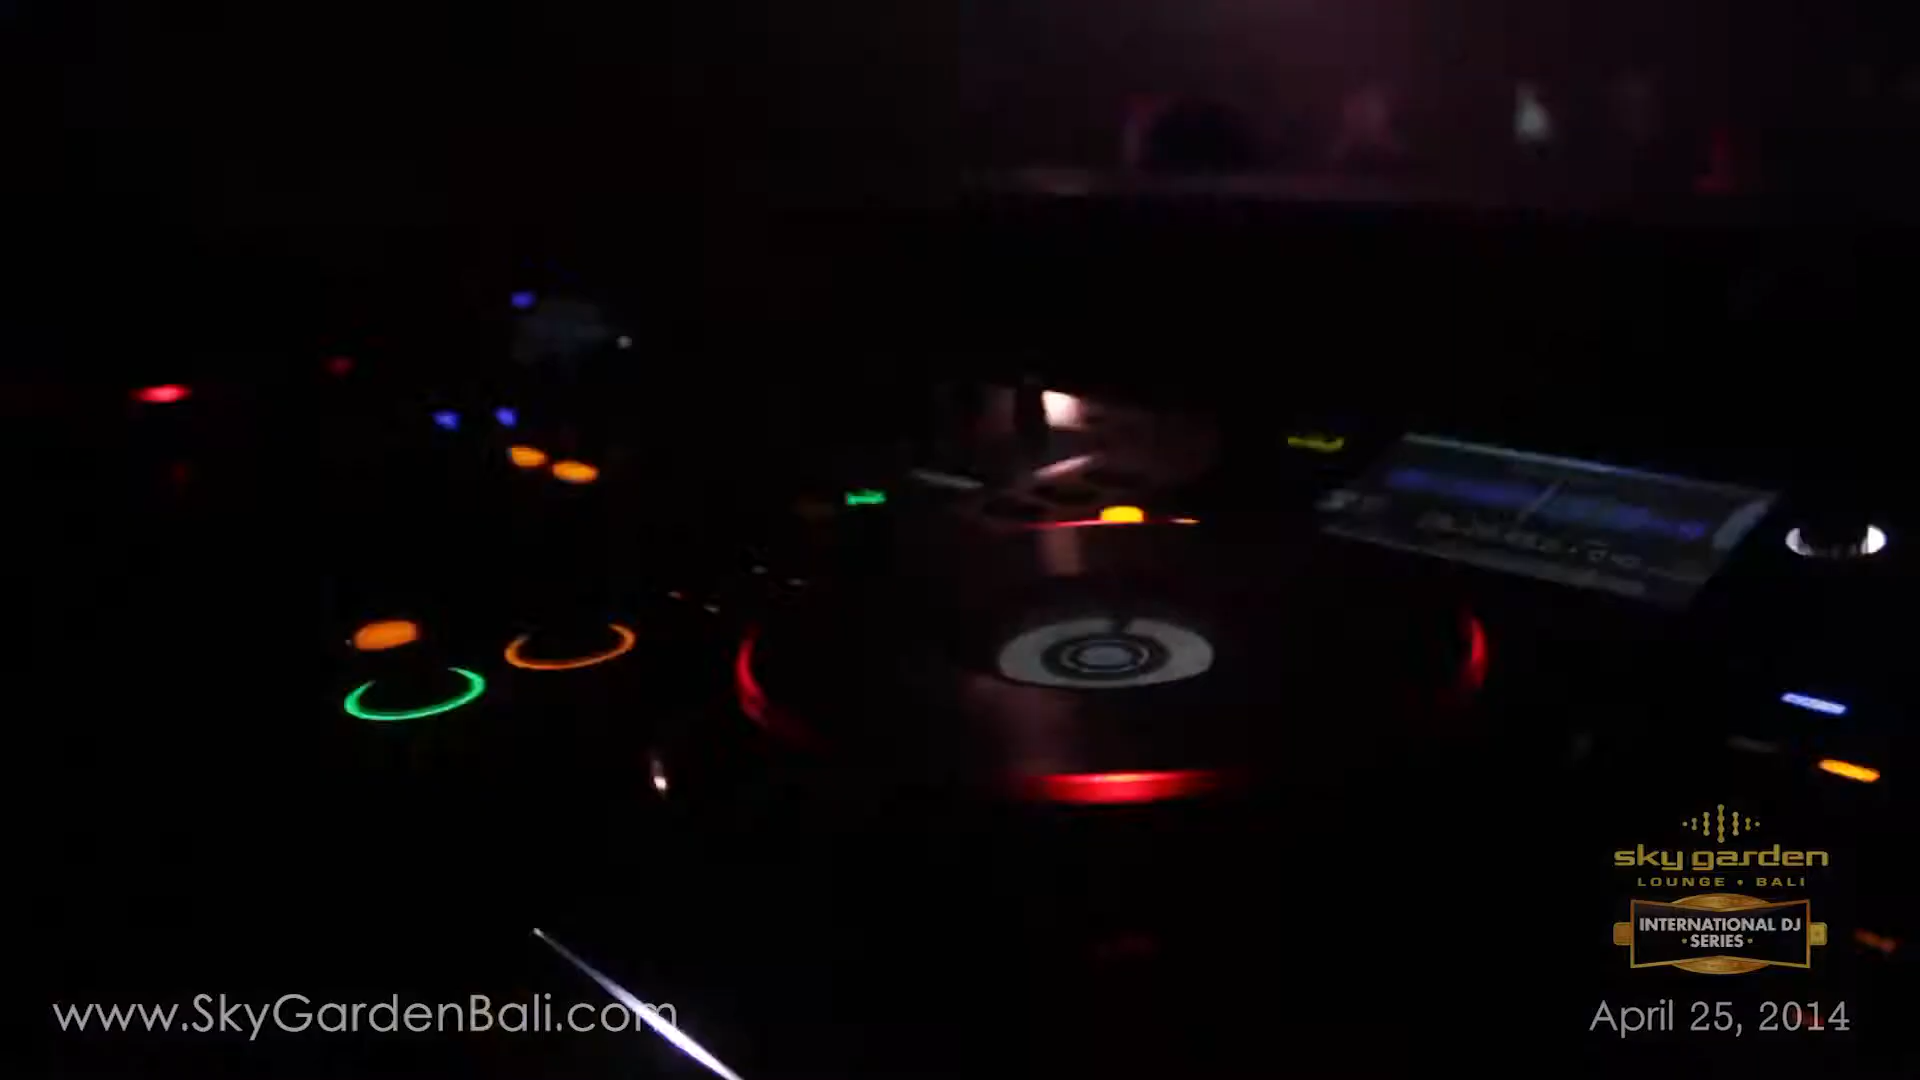 sky garden
LOUNGE • BALI
INTERNATIONAL DJ
•SERIES•
www.SkyGardenBali.com
April 25, 2014